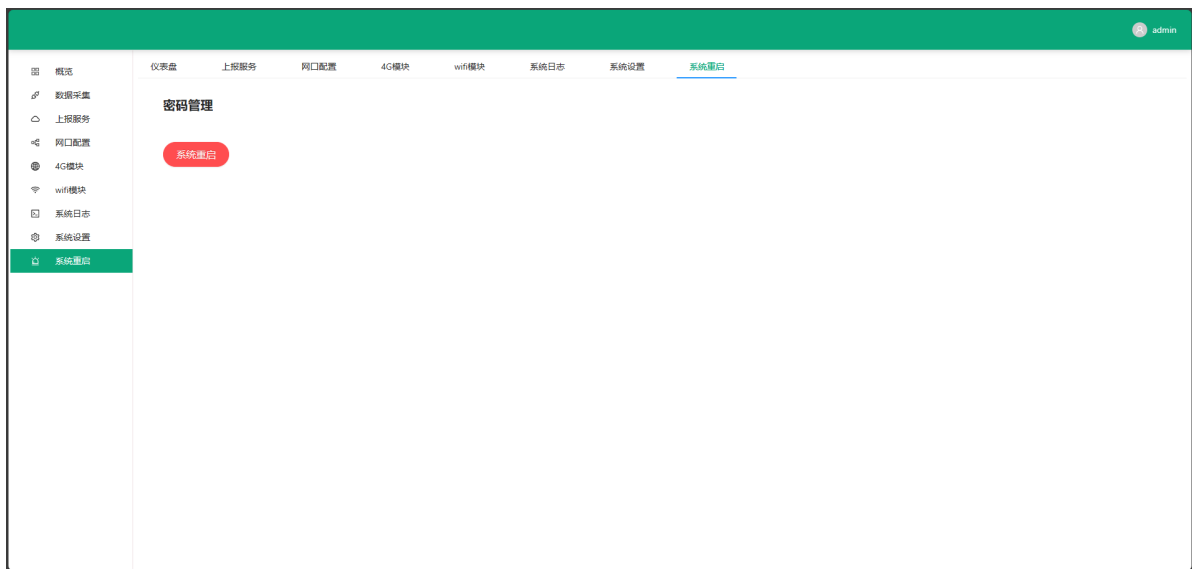 admin
仪表盘 上报服务 网口配置 4G模块 wifi模块 系统日志 系统设置 系统重启
概览
数据采集
上报服务
网口配置
4G模块
wifi模块
系统日志
系统设置
系统重启
密码管理
系统重启